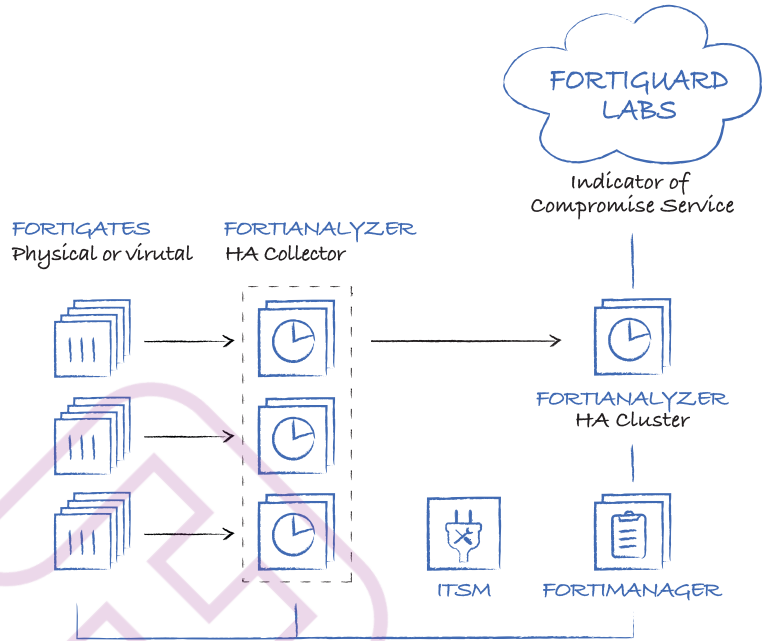 FORTIGUARD
LABS
Indicator of
Compromise Service
FORTIGATES
Physical or virutal
FORTIANALYZER
HA Collector
FORTIANALYZER
HA Cluster
ITSM
FORTIMANAGER